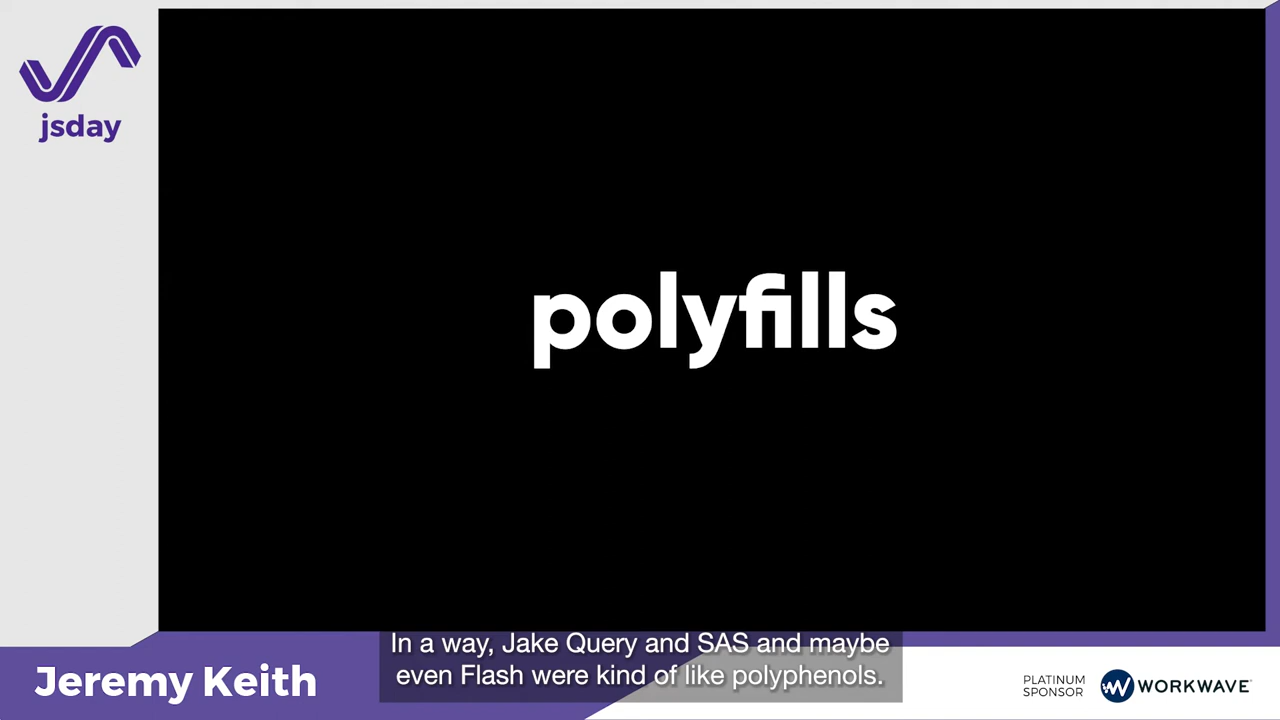 jsday
polyfills
In a way, Jake Query and SAS and maybe
even Flash were kind of like polyphenols.
Jeremy Keith
PLATINUM
SPONSOR
WORKWAVE